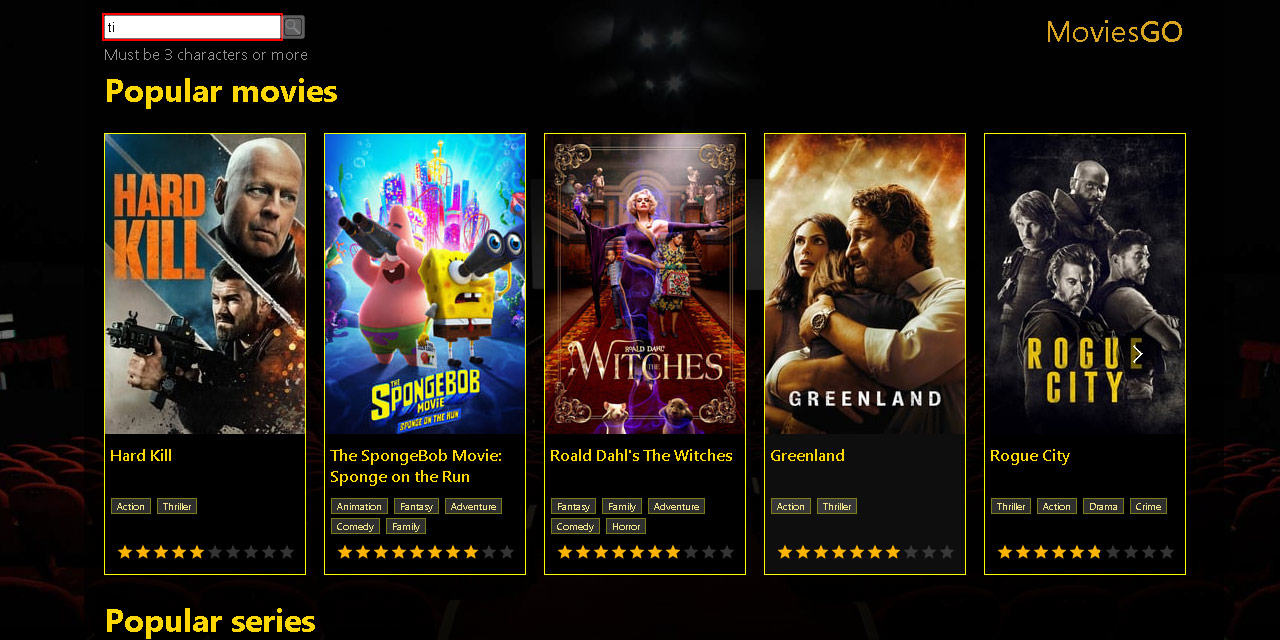 ti
MoviesGO
Must be 3 characters or more
Popular movies
HARD
KILL
THE
SPONGEBOB
MOVIE
SPONGE ON THE RUN
ROALD DAHL'S
THE
WITCHES
GREENLAND
ROGUE
CITY
Hard Kill
The SpongeBob Movie:
Sponge on the Run
Roald Dahl's The Witches
Greenland
Rogue City
Action Thriller
Animation Fantasy Adventure
Comedy Family
Fantasy Family Adventure
Comedy Horror
Action Thriller
Thriller Action Drama Crime
Popular series